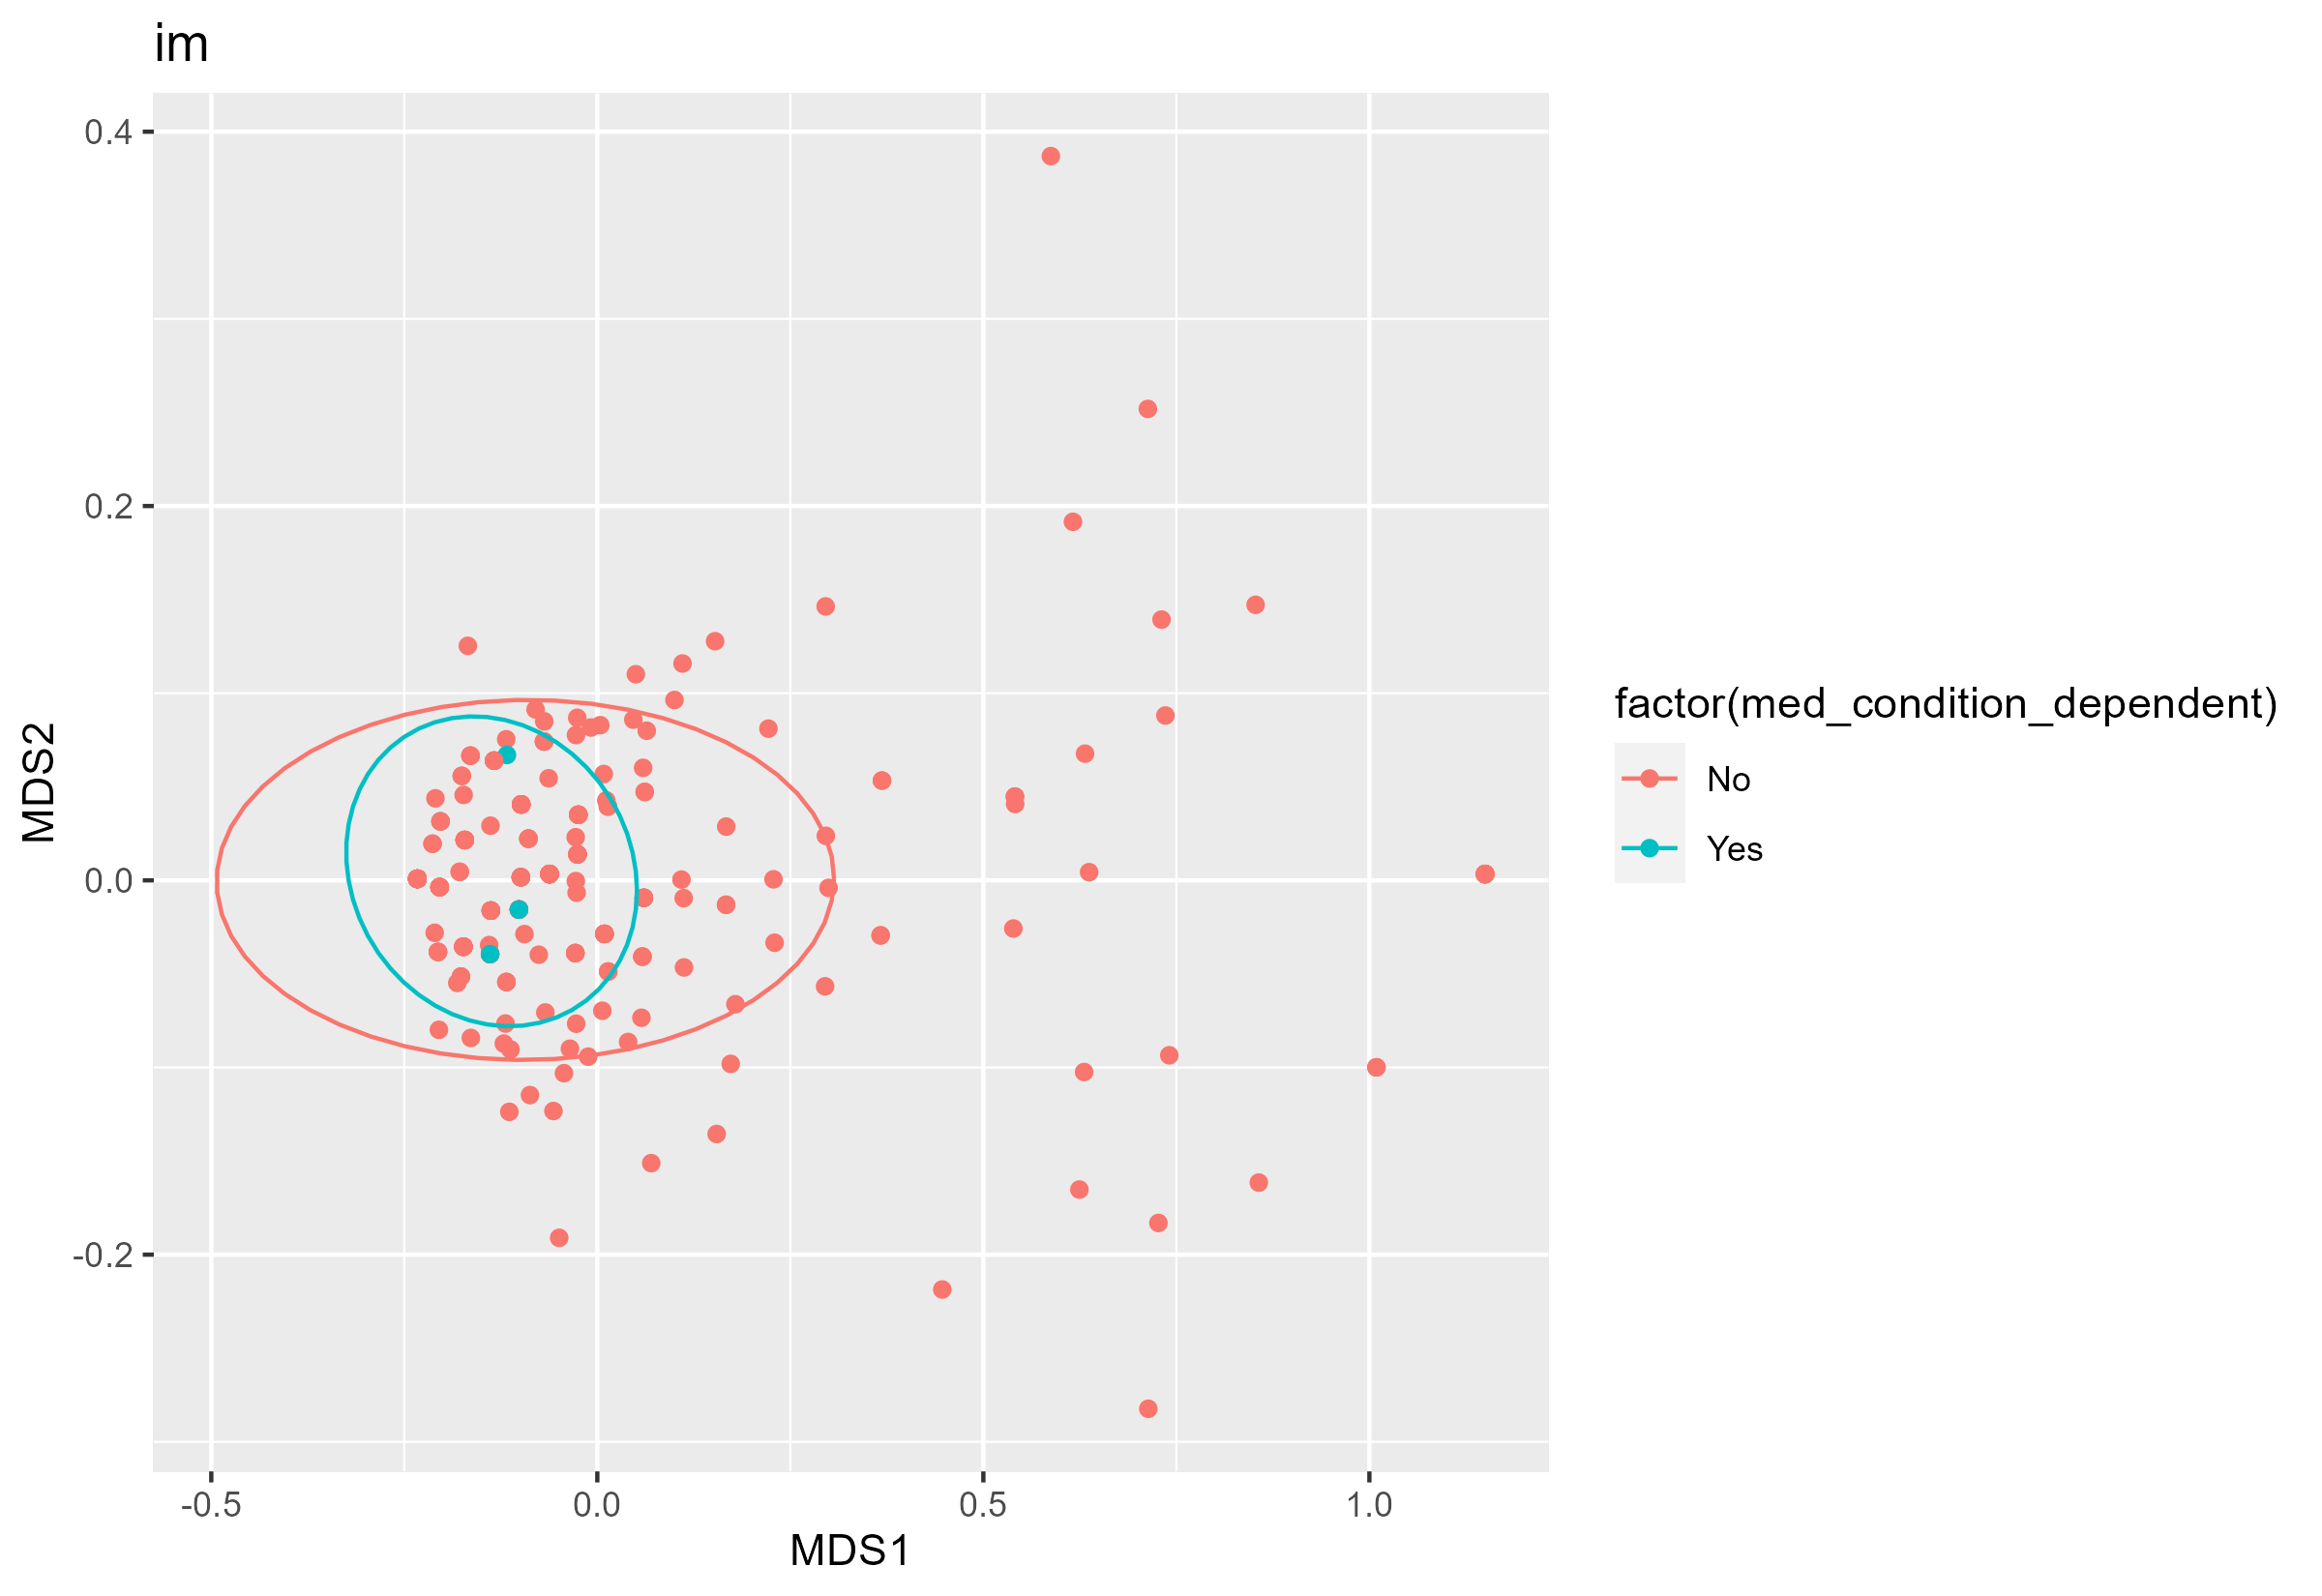 im
0.4
0.2
0.0
-0.2
MDS2
-0.5
0.0
0.5
1.0
MDS1
factor(med_condition_dependent)
No
Yes